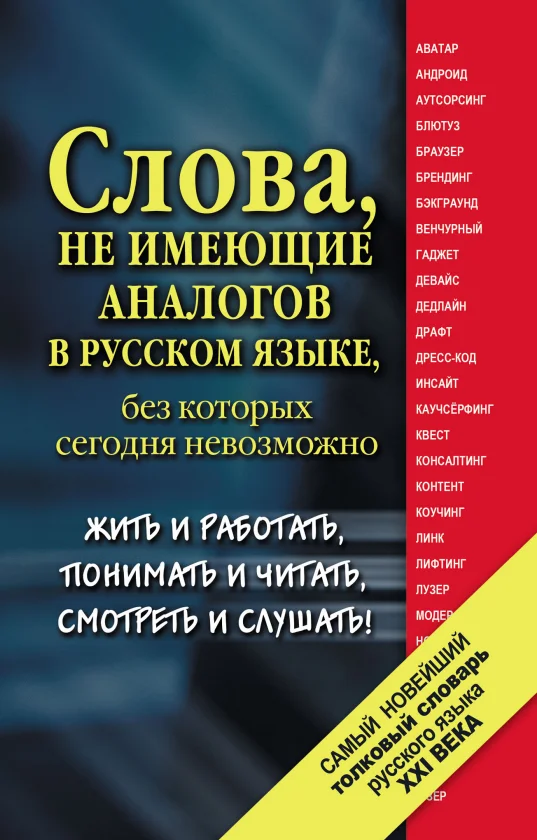 Слова,
НЕ ИМЕЮЩИЕ
АНАЛОГОВ
В РУССКОМ ЯЗЫКЕ,
без которых
сегодня невозможно
ЖИТЬ И РАБОТАТЬ,
ПОНИМАТЬ И ЧИТАТЬ,
СМОТРЕТЬ И СЛУШАТЬ!
АВАТАР
АНДРОИД
АУТСОРСИНГ
БЛЮТУЗ
БРАУЗЕР
БРЕНДИНГ
БЭКГРАУНД
ВЕНЧУРНЫЙ
ГАДЖЕТ
ДЕВАЙС
ДЕДЛАЙН
ДРАФТ
ДРЕСС-КОД
ИНСАЙТ
КАУЧСЁРФИНГ
КВЕСТ
КОНСАЛТИНГ
КОНТЕНТ
КОУЧИНГ
ЛИНК
ЛИФТИНГ
ЛУЗЕР
САМЫЙ НОВЕЙШИЙ
толковый словарь
русского языка
XXI ВЕКА